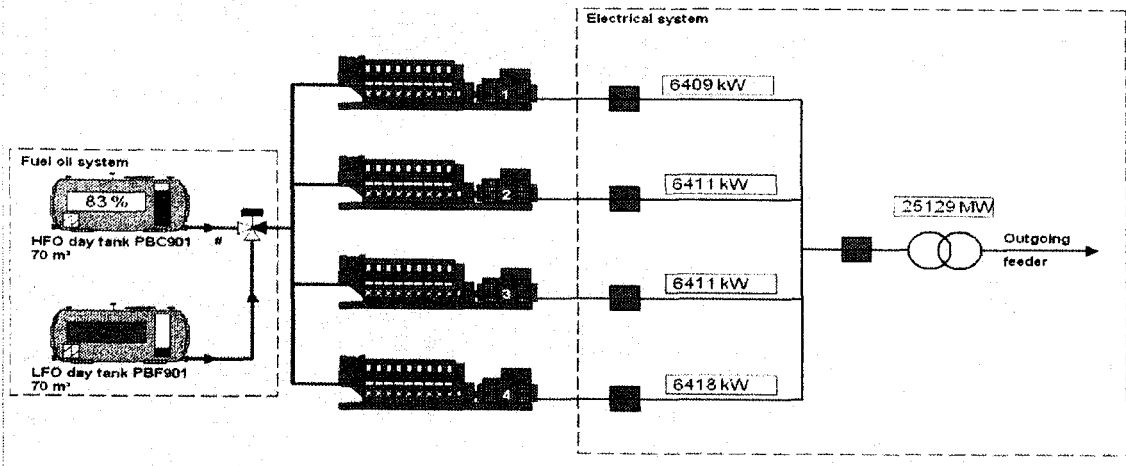 Electrical system
6409 kW
1
Fuel oil system
83 %
HFO day tank PBC901
70 m³
#
2
6411 kW
25129 MW
Outgoing
feeder
3
6411 kW
LFO day tank PBF901
70 m³
4
6418 kW